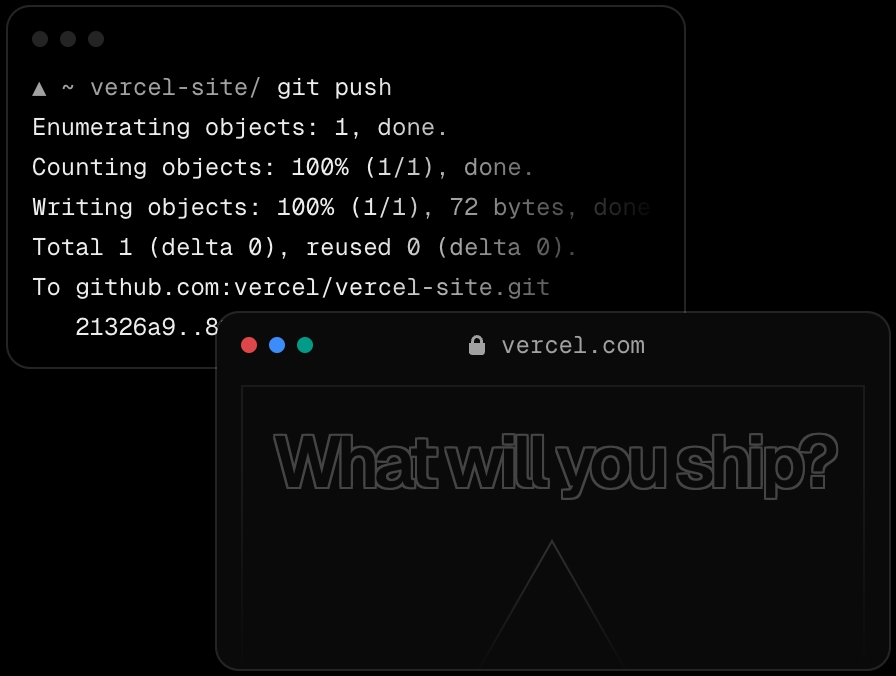 ▲ ~ vercel-site/ git push
Enumerating objects: 1, done.
Counting objects: 100% (1/1), done.
Writing objects: 100% (1/1), 72 bytes, done
Total 1 (delta 0), reused 0 (delta 0).
To github.com:vercel/vercel-site.git
21326a9..8
vercel.com
What will you ship?